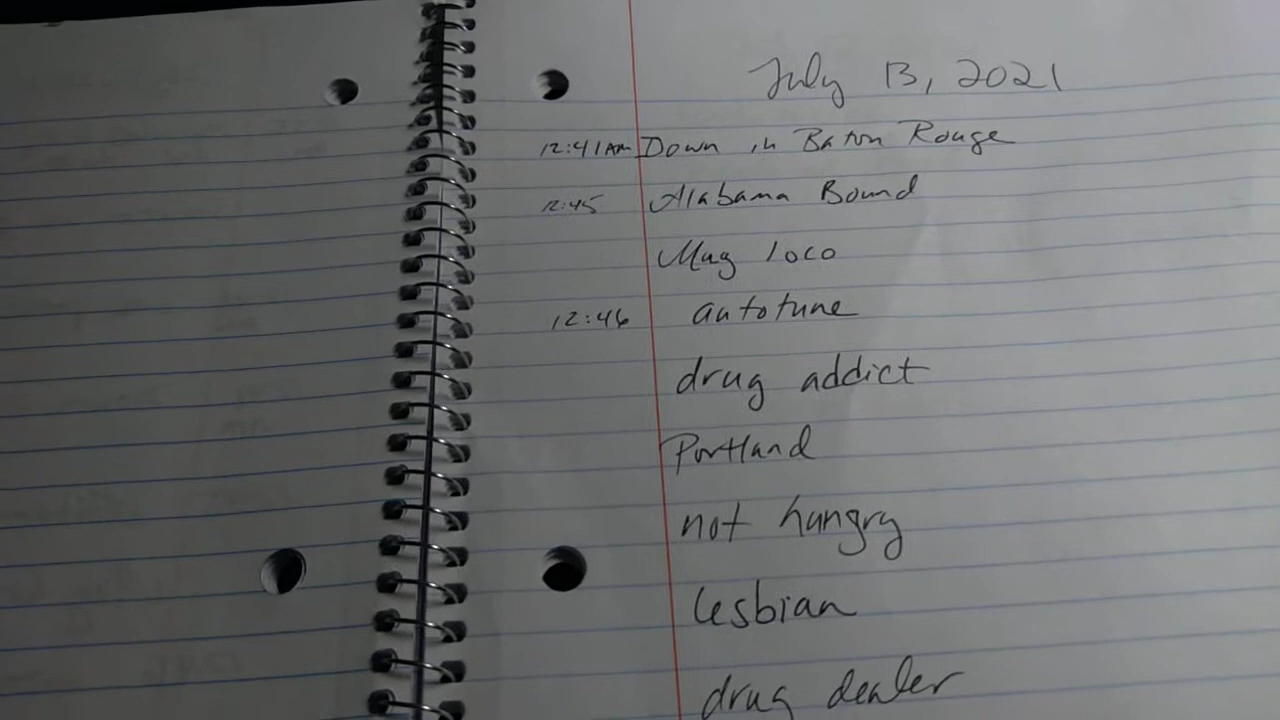 July 13, 2021
12:41AM Down in Baton Rouge
12:45 Alabama Bound
Mug loco
12:46 autotune
drug addict
Portland
not hungry
lesbian
drug dealer